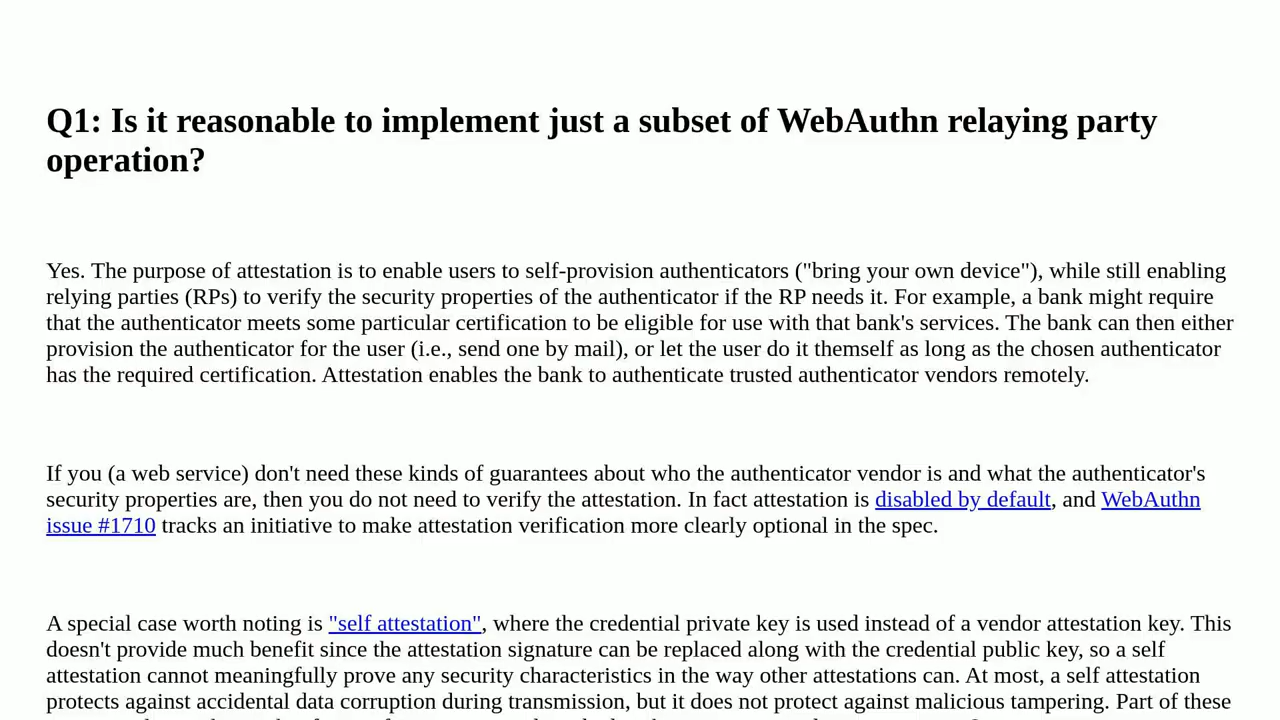 Q1: Is it reasonable to implement just a subset of WebAuthn relaying party
operation?
Yes. The purpose of attestation is to enable users to self-provision authenticators ("bring your own device"), while still enabling
relying parties (RPs) to verify the security properties of the authenticator if the RP needs it. For example, a bank might require
that the authenticator meets some particular certification to be eligible for use with that bank's services. The bank can then either
provision the authenticator for the user (i.e., send one by mail), or let the user do it themself as long as the chosen authenticator
has the required certification. Attestation enables the bank to authenticate trusted authenticator vendors remotely.
If you (a web service) don't need these kinds of guarantees about who the authenticator vendor is and what the authenticator's
security properties are, then you do not need to verify the attestation. In fact attestation is disabled by default, and WebAuthn
issue #1710 tracks an initiative to make attestation verification more clearly optional in the spec.
A special case worth noting is "self attestation", where the credential private key is used instead of a vendor attestation key. This
doesn't provide much benefit since the attestation signature can be replaced along with the credential public key, so a self
attestation cannot meaningfully prove any security characteristics in the way other attestations can. At most, a self attestation
protects against accidental data corruption during transmission, but it does not protect against malicious tampering. Part of these